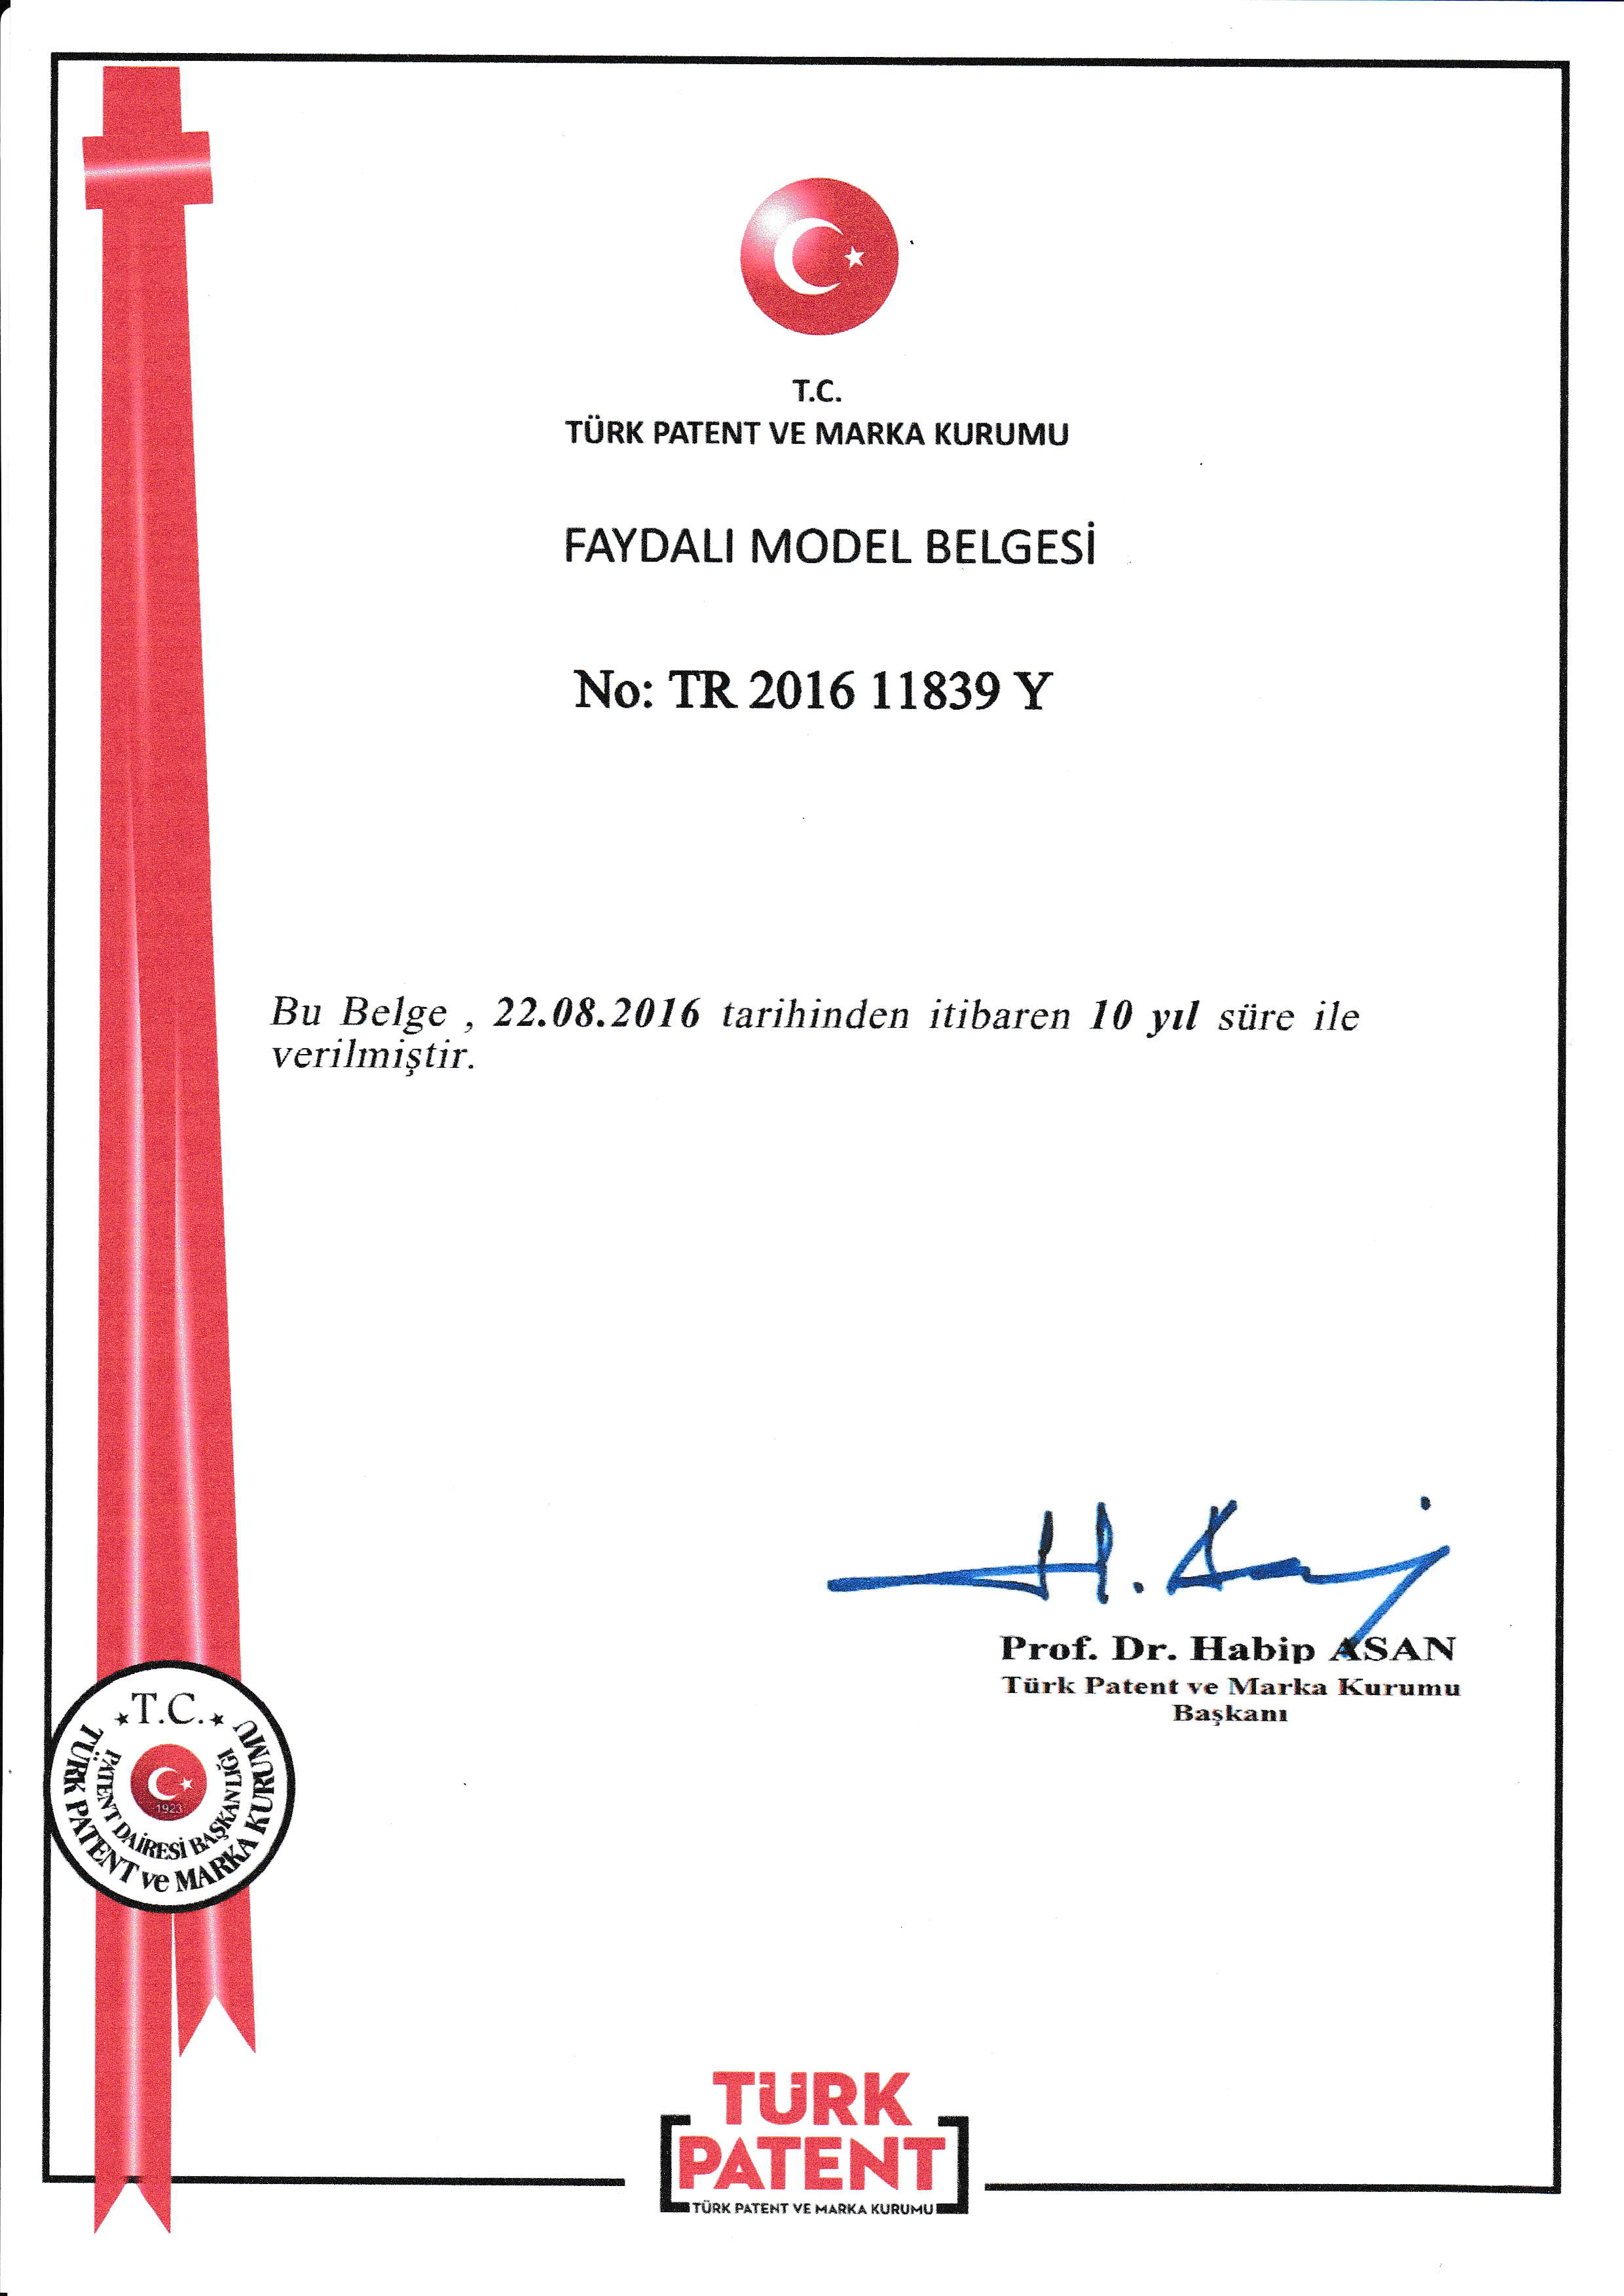 T.C.
TÜRK PATENT VE MARKA KURUMU
FAYDALI MODEL BELGESİ
No: TR 2016 11839 Y
Bu Belge , 22.08.2016 tarihinden itibaren 10 yıl süre ile
verilmiştir.
H. Asan
Prof. Dr. Habip ASAN
Türk Patent ve Marka Kurumu
Başkanı
T.C.
TÜRK PATENT ve MARKA KURUMU
PATENT DAİRESİ BAŞKANLIĞI
1923
TÜRK
PATENT
TÜRK PATENT VE MARKA KURUMU